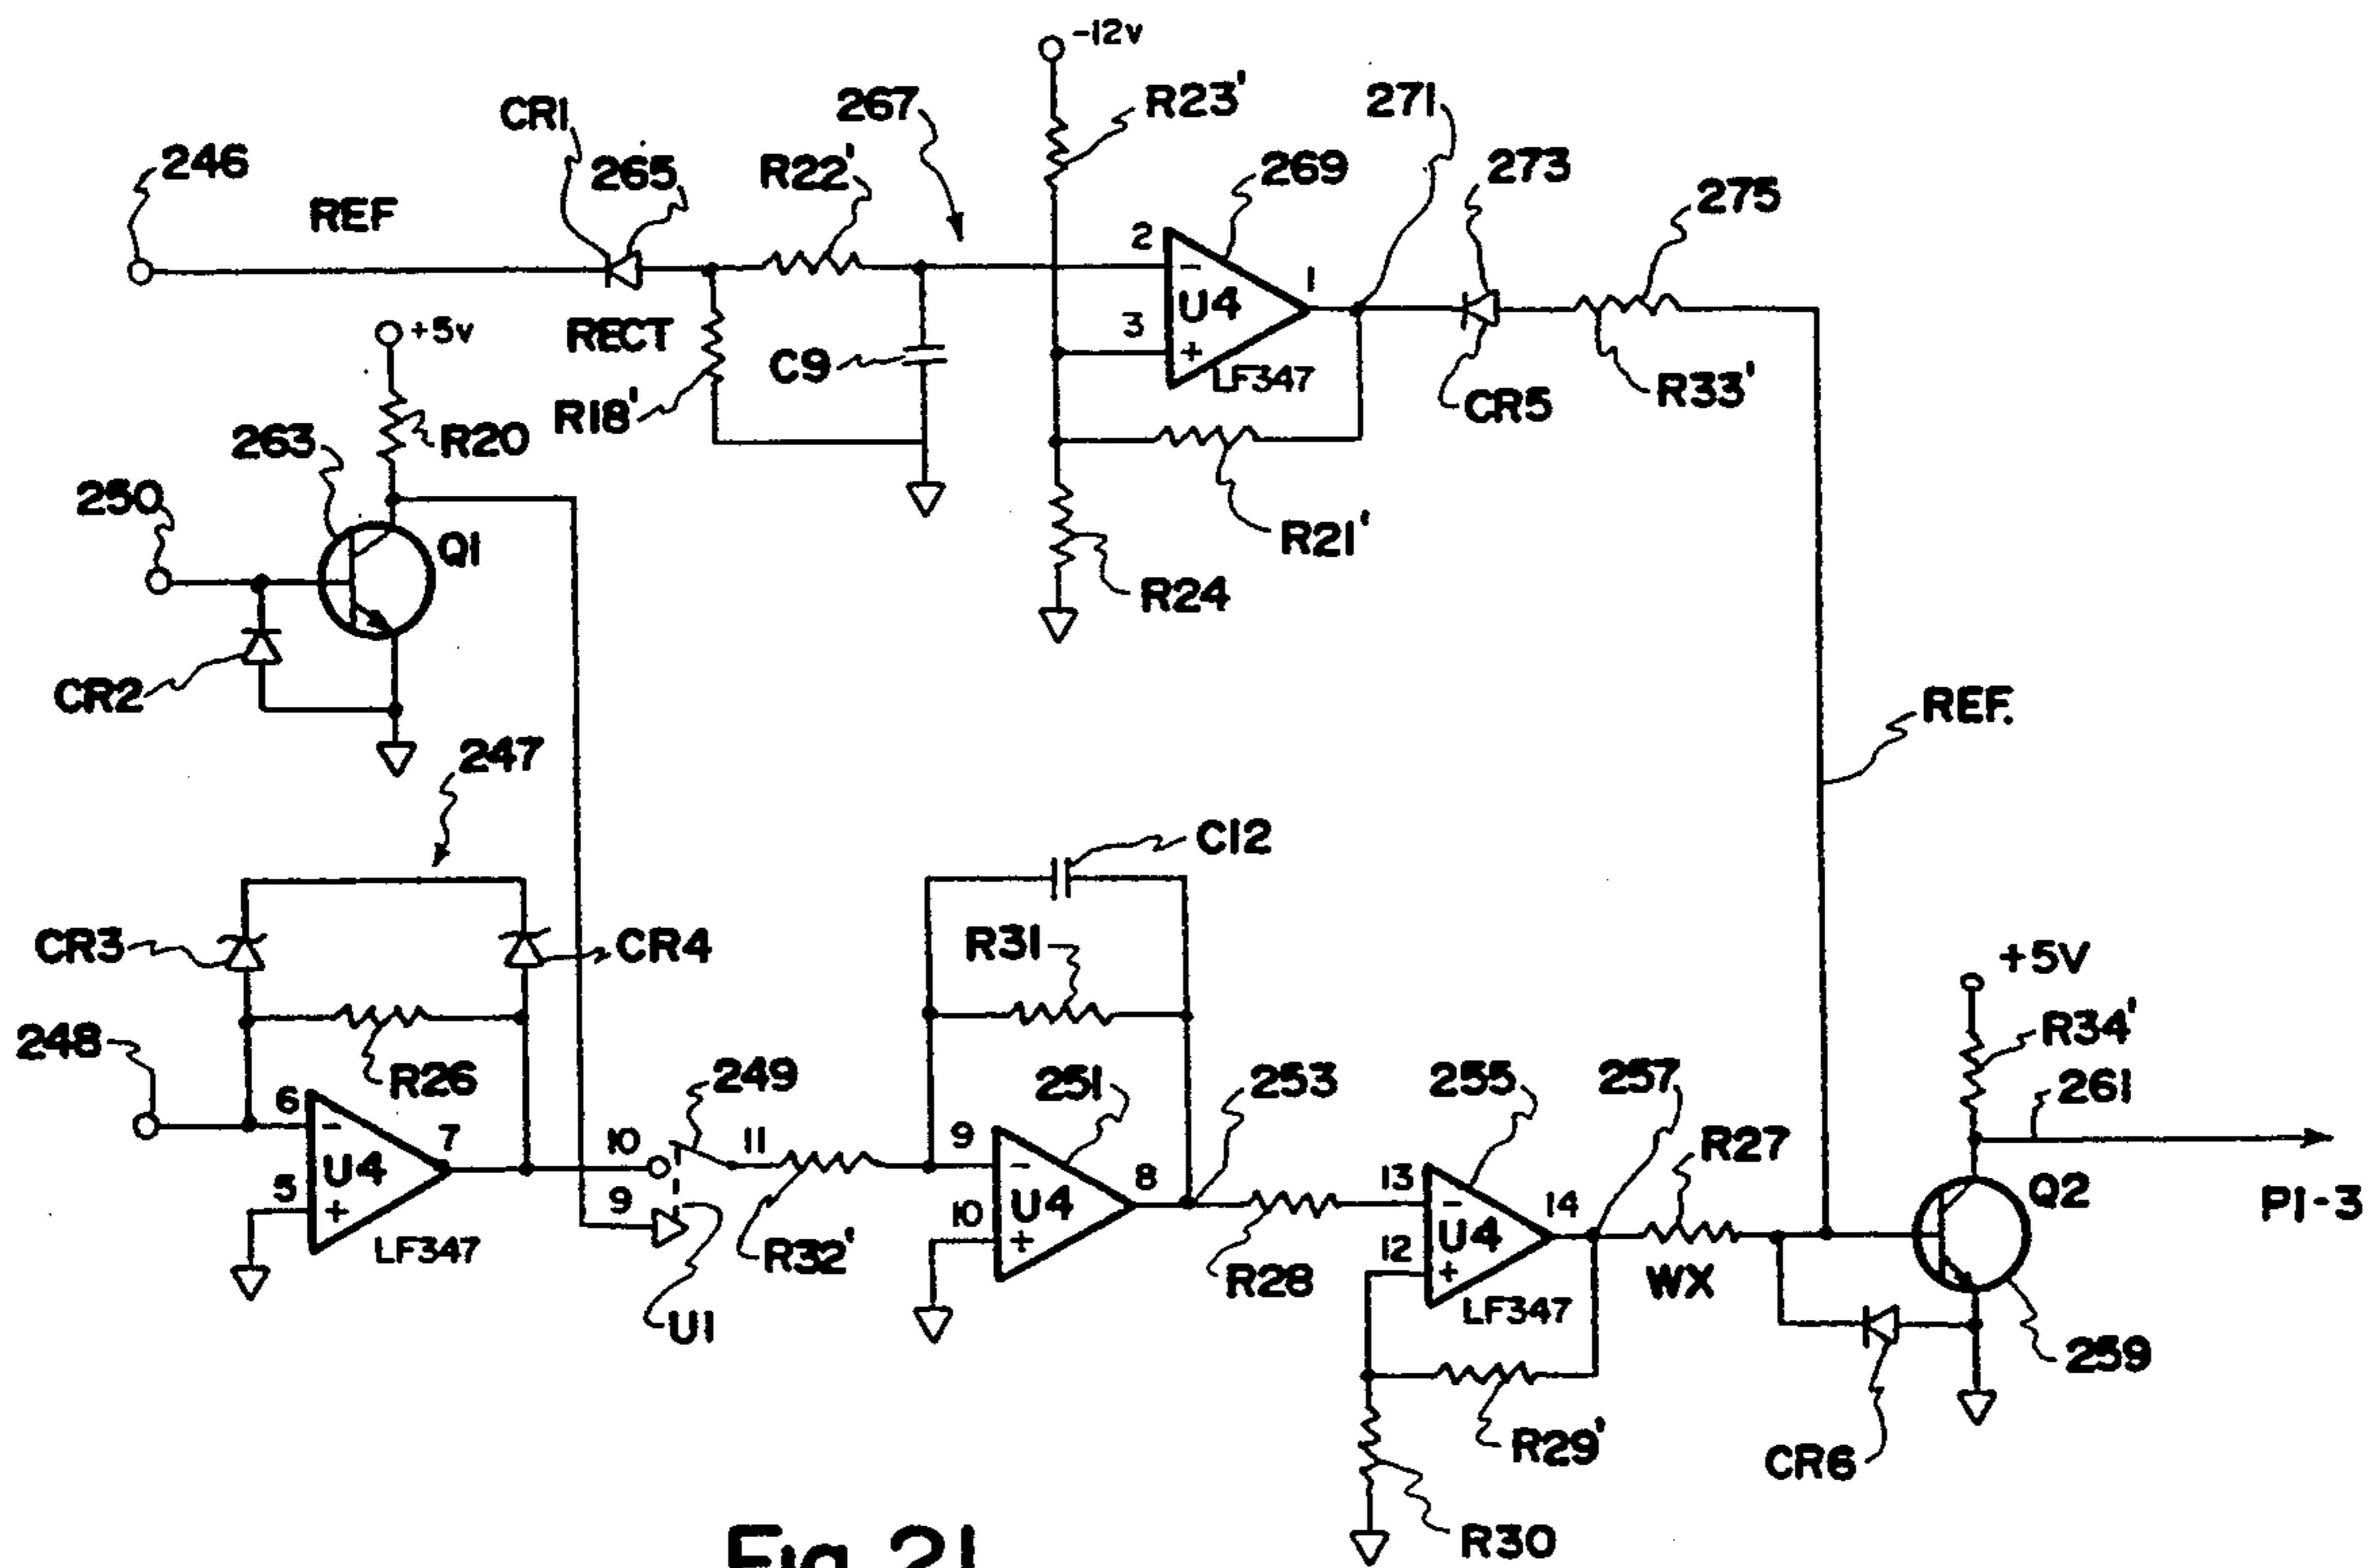 -12v
CR1
267
R23'
271
246
265
R22'
269
273
275
REF
2
-
1
+5v
RECT
C9
3
U4
+
LF347
CR5
R33'
R18'
263
R20
250
Q1
R21'
R24
CR2
REF.
247
C12
CR3
CR4
R31
+5V
248
R26
249
251
253
255
257
R34'
261
6
-
7
10
11
9
-
8
13
-
14
R27
5
U4
+
9
10
U4
+
12
U4
+
Q2
P1-3
LF347
R32'
R28
WX
U1
LF347
259
R29'
CR6
R30
Fig. 21